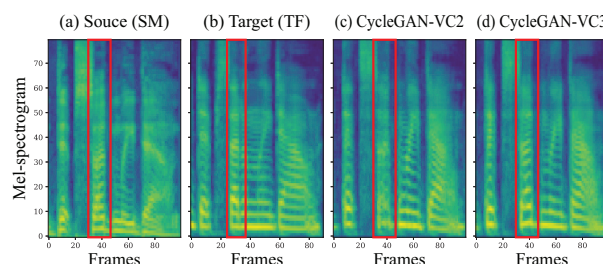 (a) Souce (SM) (b) Target (TF) (c) CycleGAN-VC2 (d) CycleGAN-VC3
Mel-spectrogram
70
60
50
40
30
20
10
0
0 20 40 60 80 0 20 40 60 80 0 20 40 60 80 0 20 40 60 80
Frames Frames Frames Frames